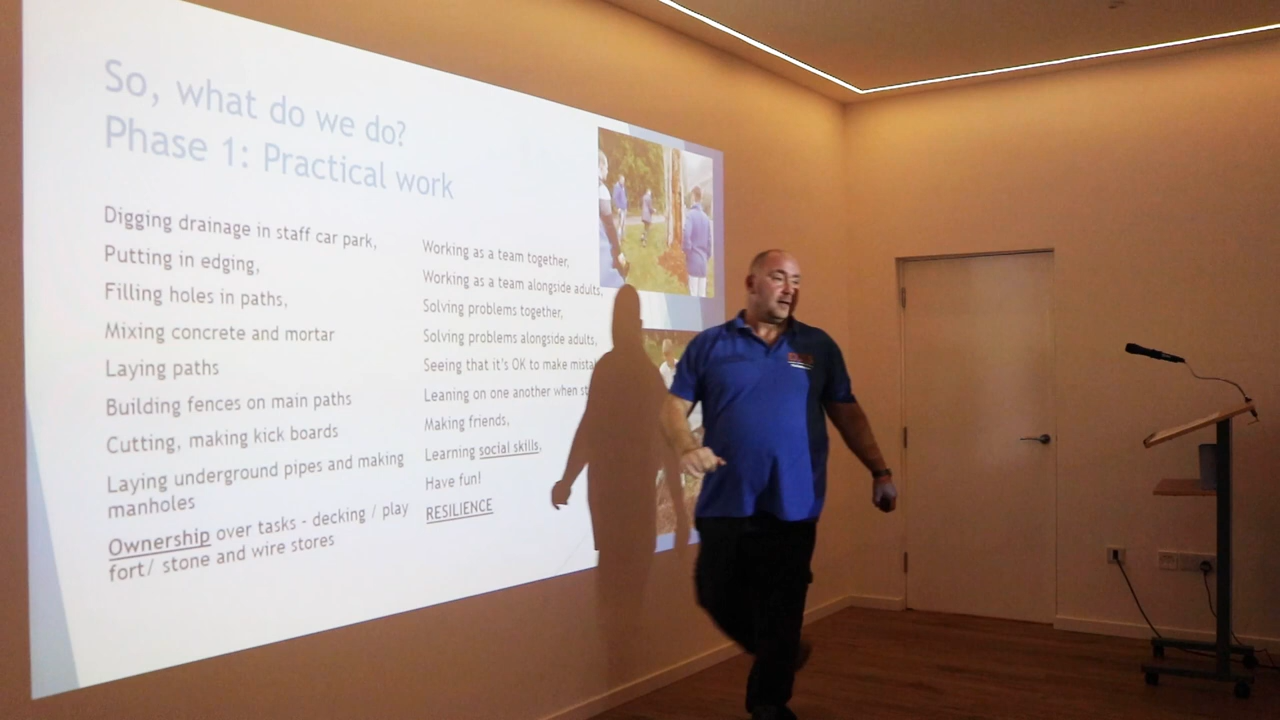 So, what do we do?
Phase 1: Practical work
Digging drainage in staff car park,
Putting in edging,
Filling holes in paths,
Mixing concrete and mortar
Laying paths
Building fences on main paths
Cutting, making kick boards
Laying underground pipes and making
manholes
Ownership over tasks - decking / play
fort/ stone and wire stores
Working as a team together,
Working as a team alongside adults,
Solving problems together,
Solving problems alongside adults,
Seeing that it's OK to make
Leaning on one another when
Making friends,
Learning social skills,
Have fun!
RESILIENCE